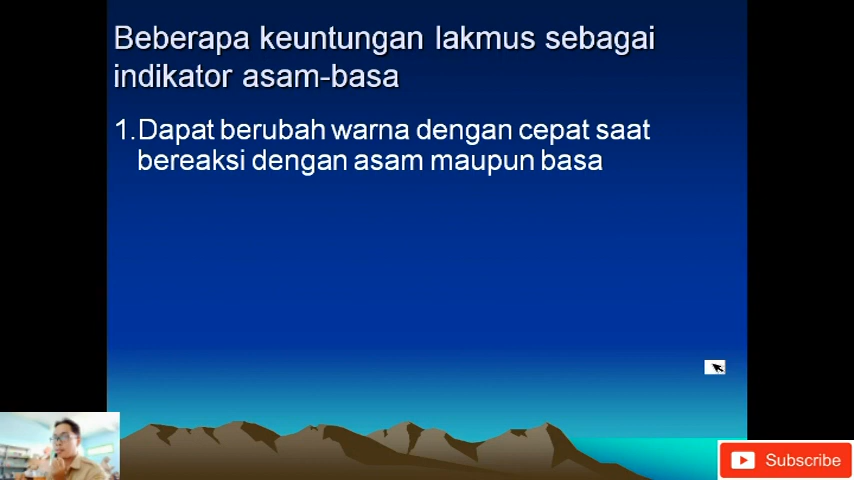 Beberapa keuntungan lakmus sebagai
indikator asam-basa
1.Dapat berubah warna dengan cepat saat
bereaksi dengan asam maupun basa
Subscribe